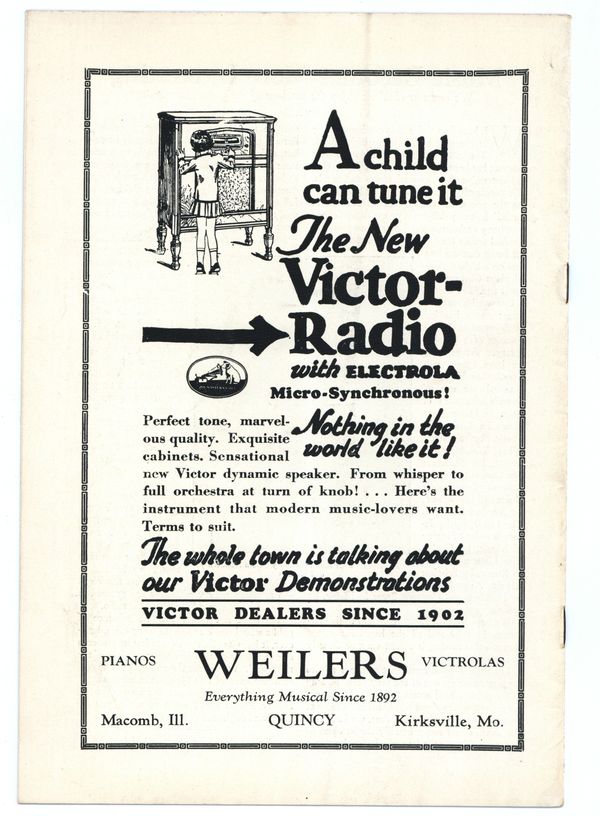 A child
can tune it
The New
Victor-
Radio
with ELECTROLA
Micro-Synchronous!
Perfect tone, marvel-
ous quality. Exquisite
cabinets. Sensational
Nothing in the
world like it!
new Victor dynamic speaker. From whisper to
full orchestra at turn of knob! . . . Here's the
instrument that modern music-lovers want.
Terms to suit.
The whole town is talking about
our Victor Demonstrations
VICTOR DEALERS SINCE 1902
PIANOS WEILERS VICTROLAS
Everything Musical Since 1892
Macomb, Ill. QUINCY Kirksville, Mo.